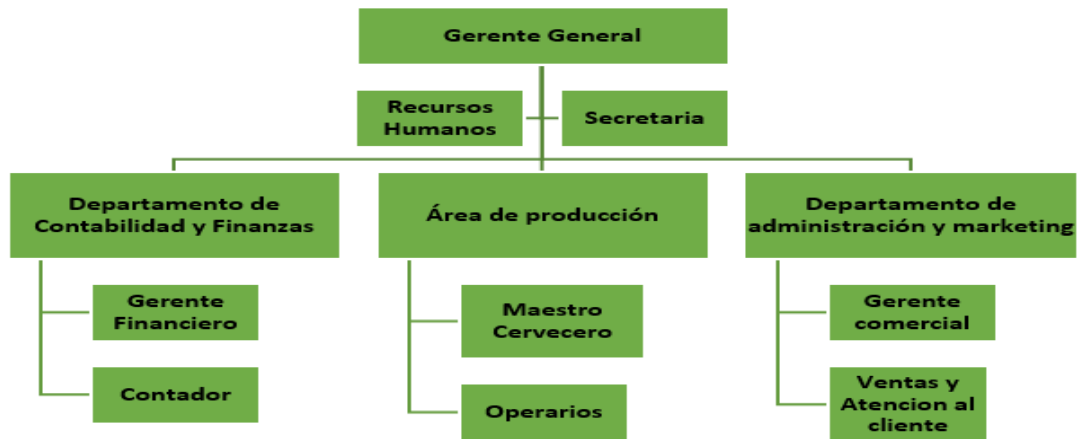 Gerente General
Recursos
Humanos
Secretaria
Departamento de
Contabilidad y Finanzas
Área de producción
Departamento de
administración y marketing
Gerente
Financiero
Maestro
Cervecero
Gerente
comercial
Contador
Operarios
Ventas y
Atencion al
cliente